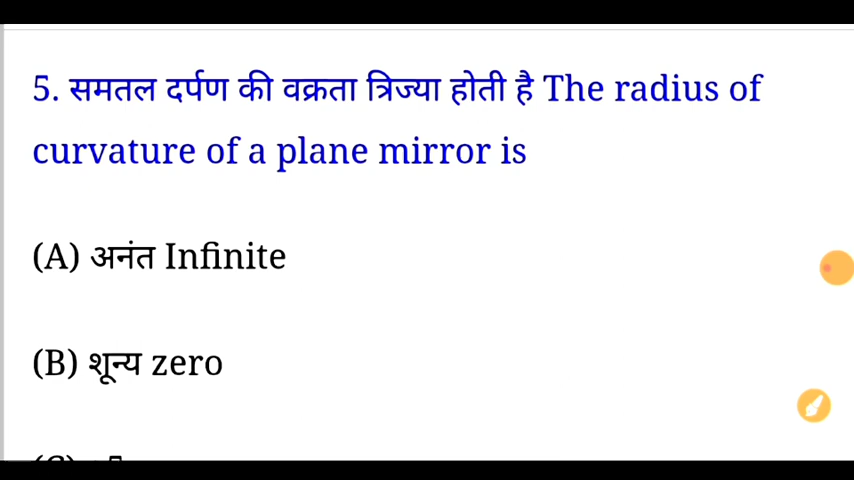 5. समतल दर्पण की वक्रता त्रिज्या होती है The radius of
curvature of a plane mirror is
(A) अनंत Infinite
(B) शून्य zero